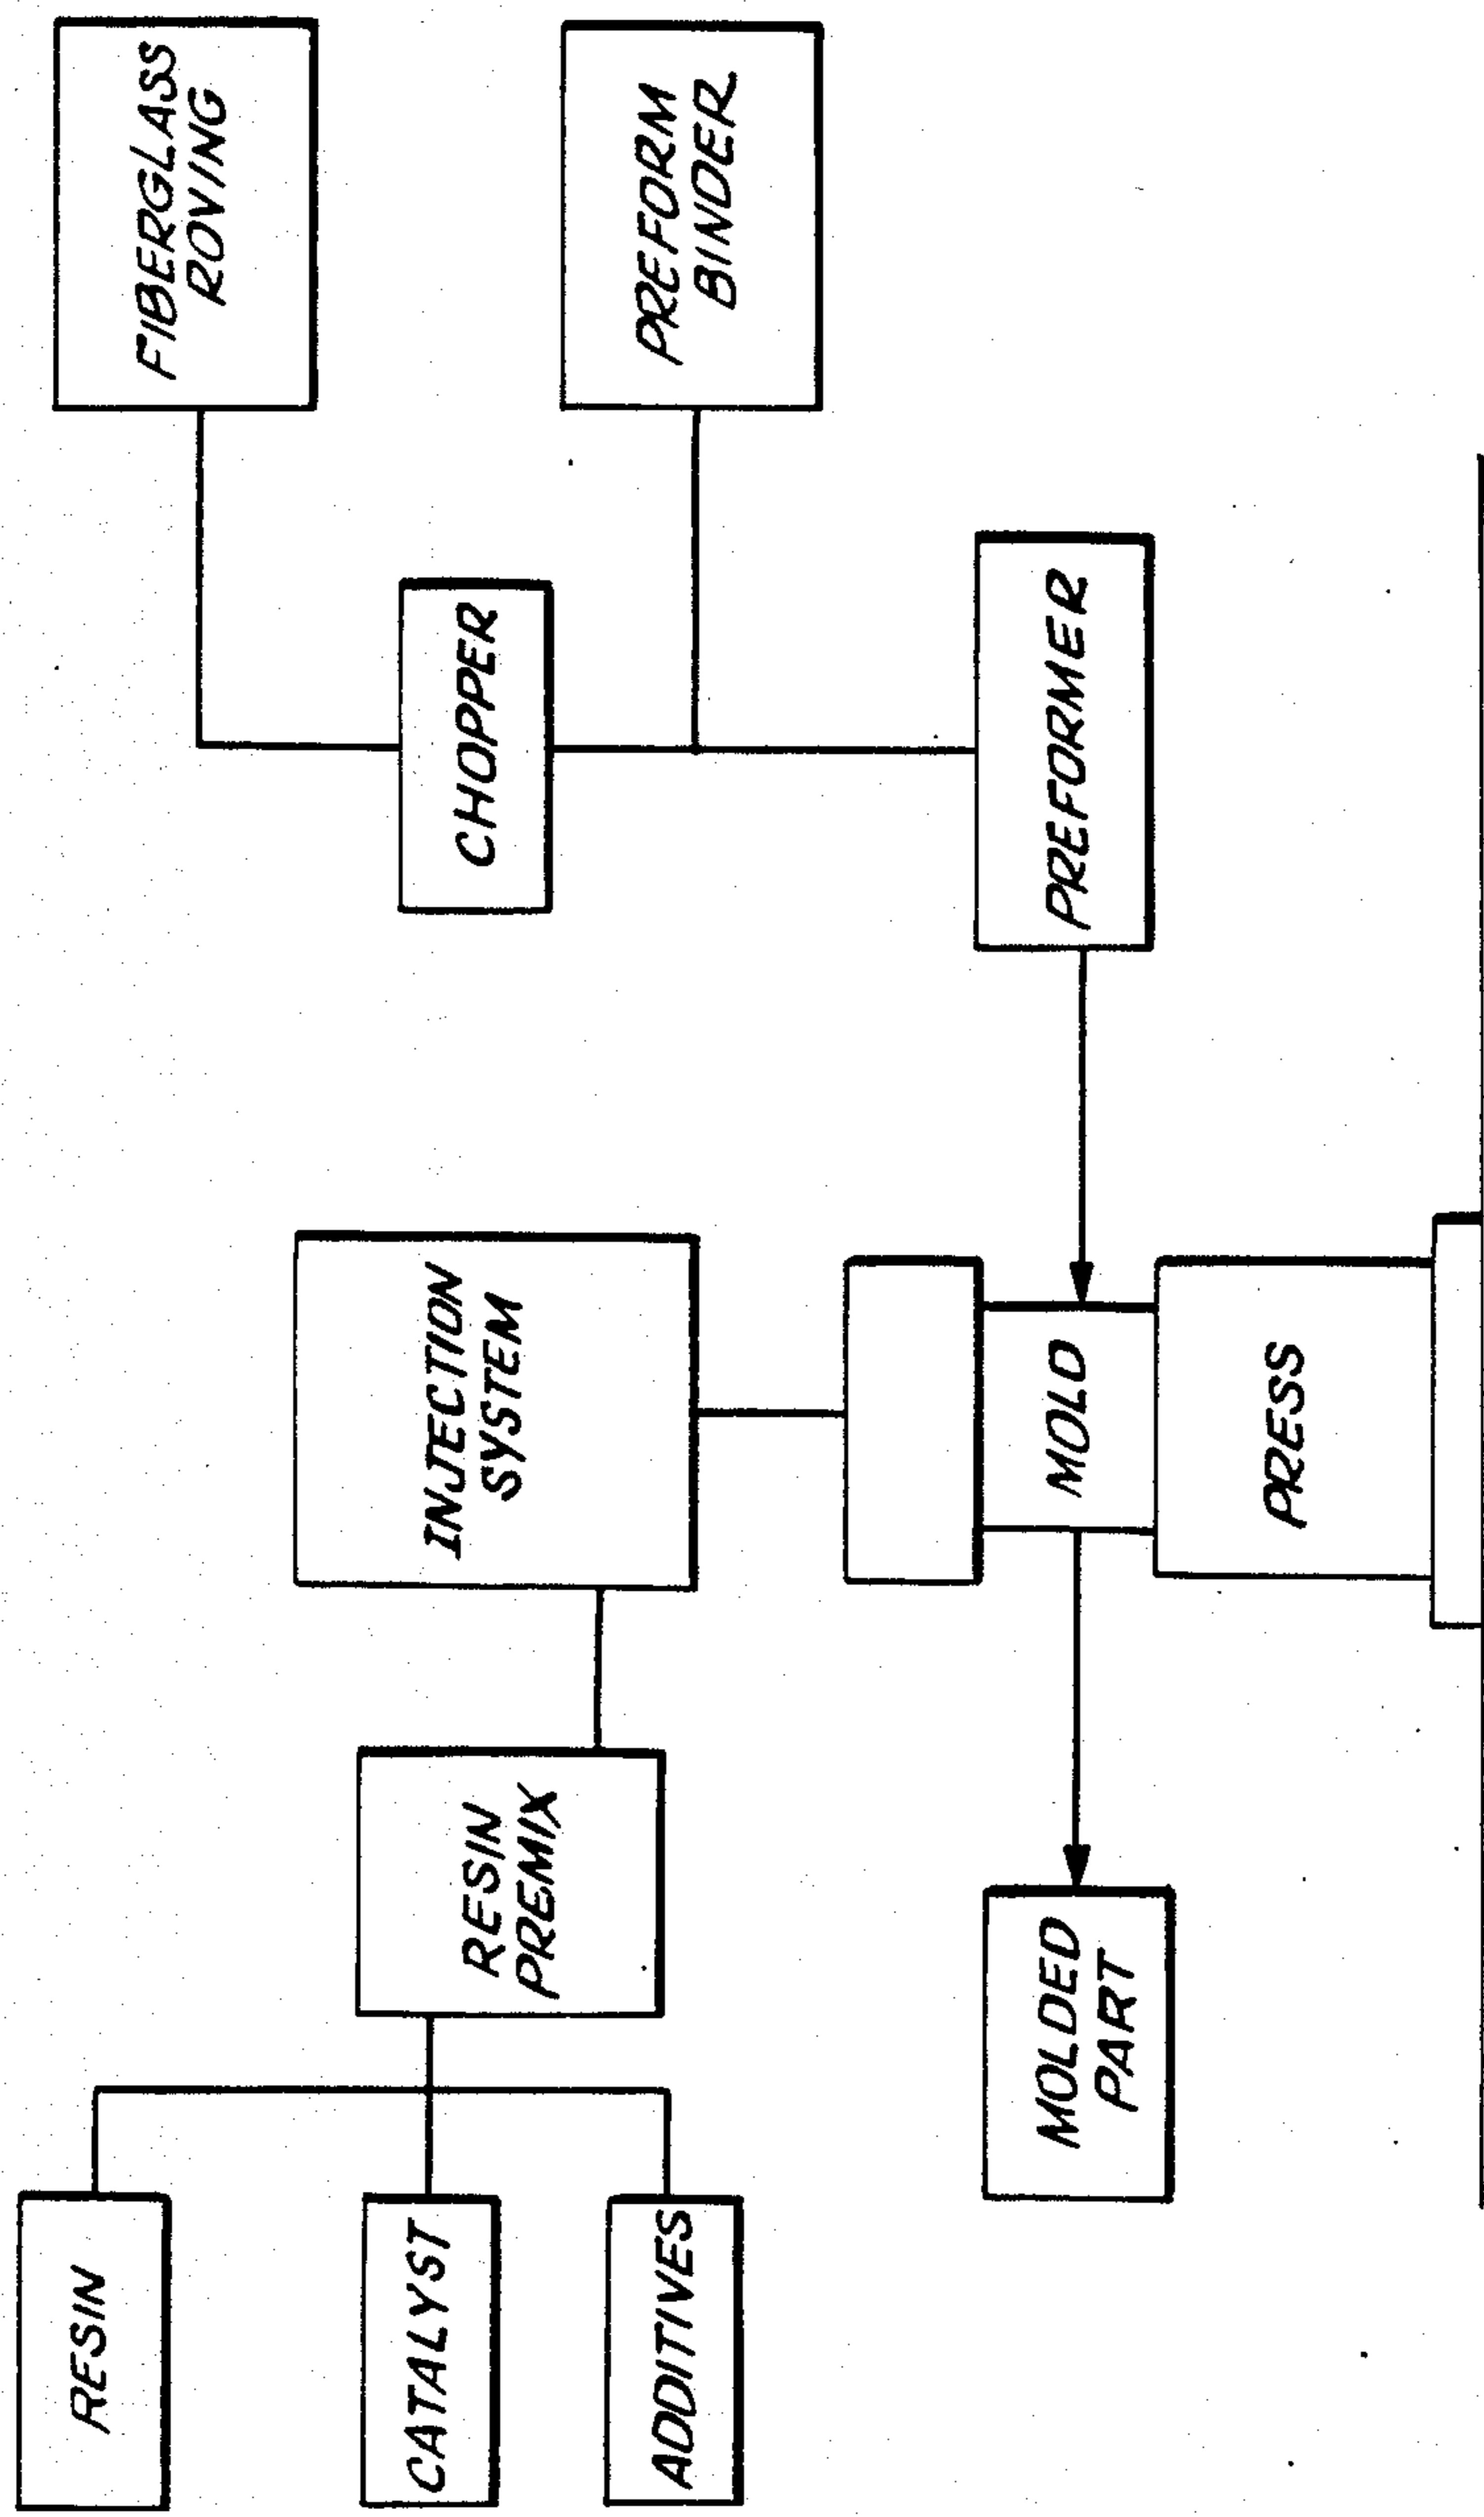 RESIN
CATALYST
ADDITIVES
RESIN
PREMIX
INJECTION
SYSTEM
MOLD
PRESS
MOLDED
PART
FIBERGLASS
ROVING
CHOPPER
PREFORM
BINDER
PREFORMER